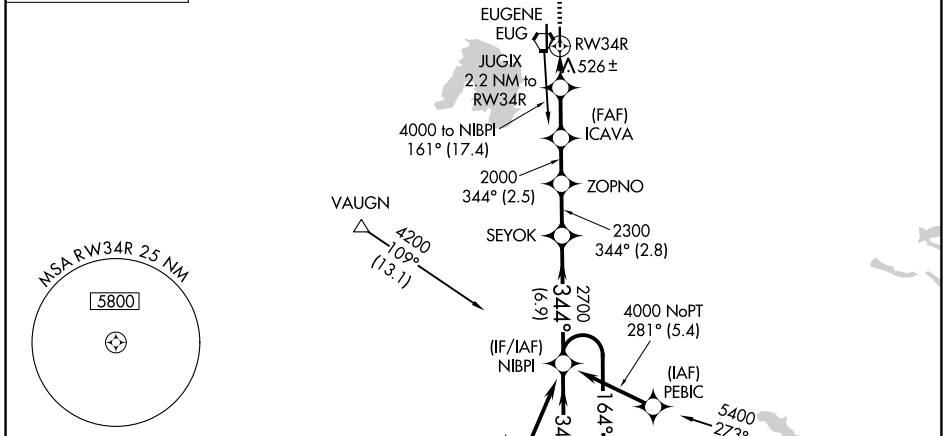 EUGENE
EUG
RW34R
526 ±
JUGIX
2.2 NM to
RW34R
(FAF)
ICAVA
4000 to NIBPI
161° (17.4)
2000
344° (2.5)
ZOPNO
VAUGN
4200
109°
(13.1)
SEYOK
2300
344° (2.8)
MSA RW34R 25 NM
5800
2700
344°
(6.9)
4000 NoPT
281° (5.4)
(IF/IAF)
NIBPI
(IAF)
PEBIC
164°
5400
273°